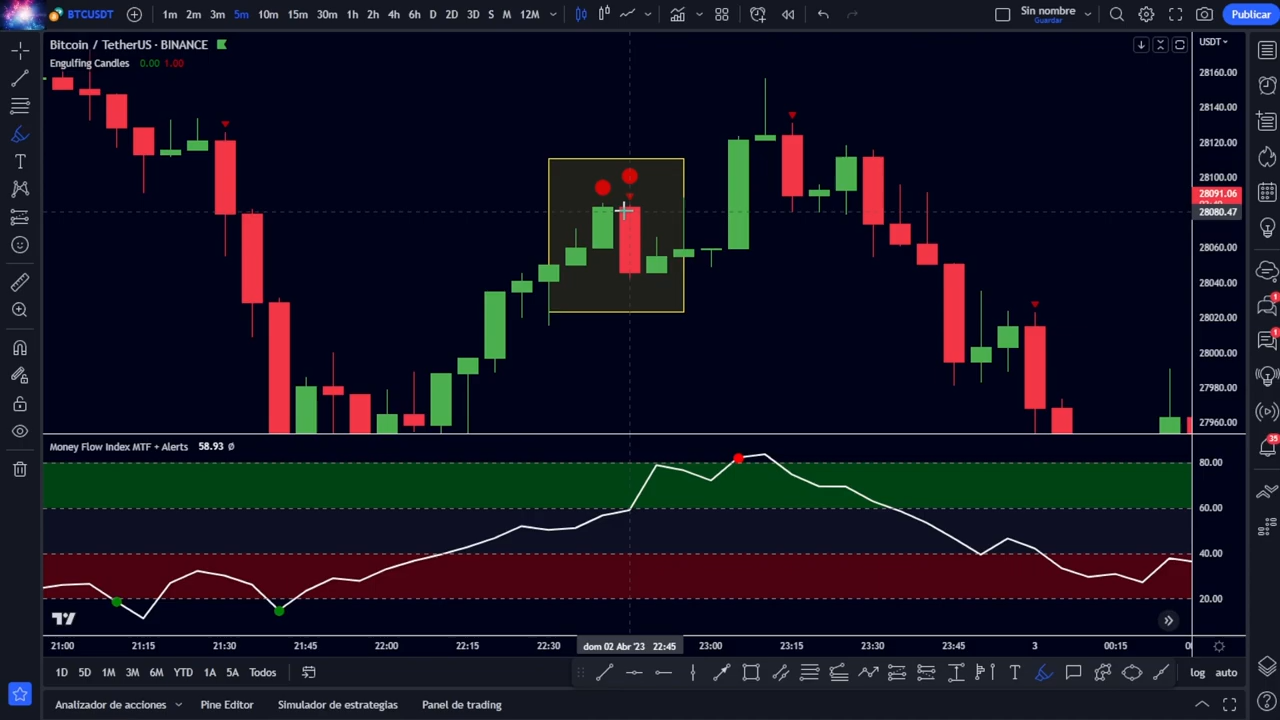 BTCUSDT 1m 2m 3m 5m 10m 15m 30m 1h 2h 4h 6h D 2D 3D S M 12M Sin nombre Guardar Publicar
Bitcoin / TetherUS · BINANCE USDT
Engulfing Candles 0.00 1.00
28160.00
28140.00
28120.00
28100.00
28091.06
28080.47
28060.00
28040.00
28020.00
28000.00
27980.00
27960.00
Money Flow Index MTF + Alerts 58.93 Ø
80.00
60.00
40.00
20.00
21:00 21:15 21:30 21:45 22:00 22:15 22:30 dom 02 Abr '23 22:45 23:00 23:15 23:30 23:45 3 00:15
1D 5D 1M 3M 6M YTD 1A 5A Todos log auto
Analizador de acciones Pine Editor Simulador de estrategias Panel de trading
1
1
35